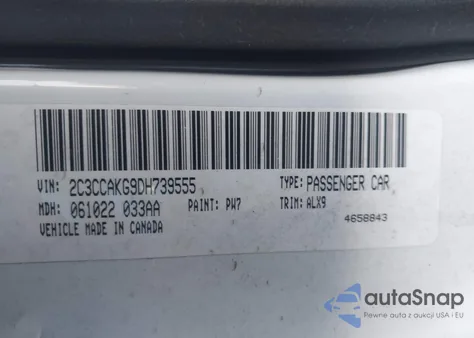 VIN: 2C3CCAKG9DH739555 TYPE: PASSENGER CAR
MDH: 061022 033AA PAINT: PW7 TRIM: ALX9
VEHICLE MADE IN CANADA 4658843
autoSnap
Pewne auta z aukcji USA i EU